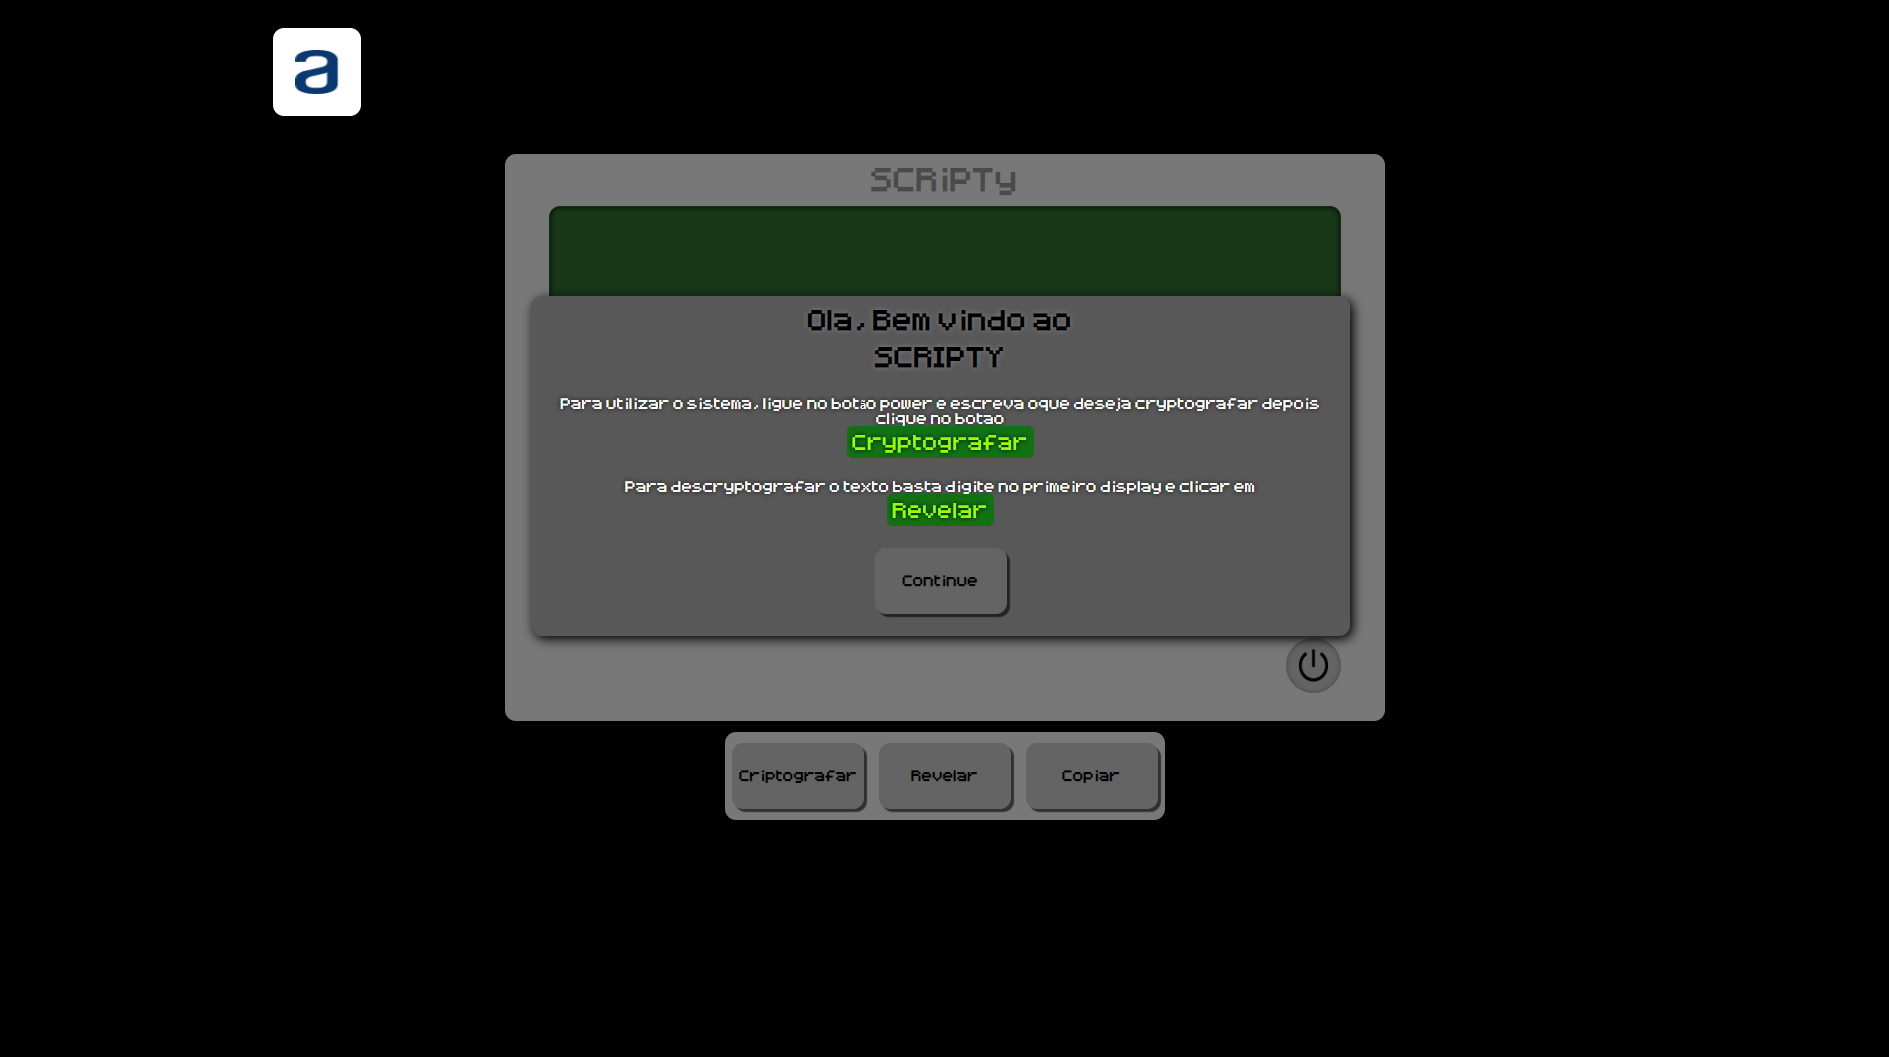 a
SCRiPTy
Ola, Bem vindo ao
SCRIPTY
Para utilizar o sistema, ligue no botão power e escreva oque deseja cryptografar depois
clique no botao
Cryptografar
Para descryptografar o texto basta digite no primeiro display e clicar em
Revelar
Continue
Criptografar
Revelar
Copiar